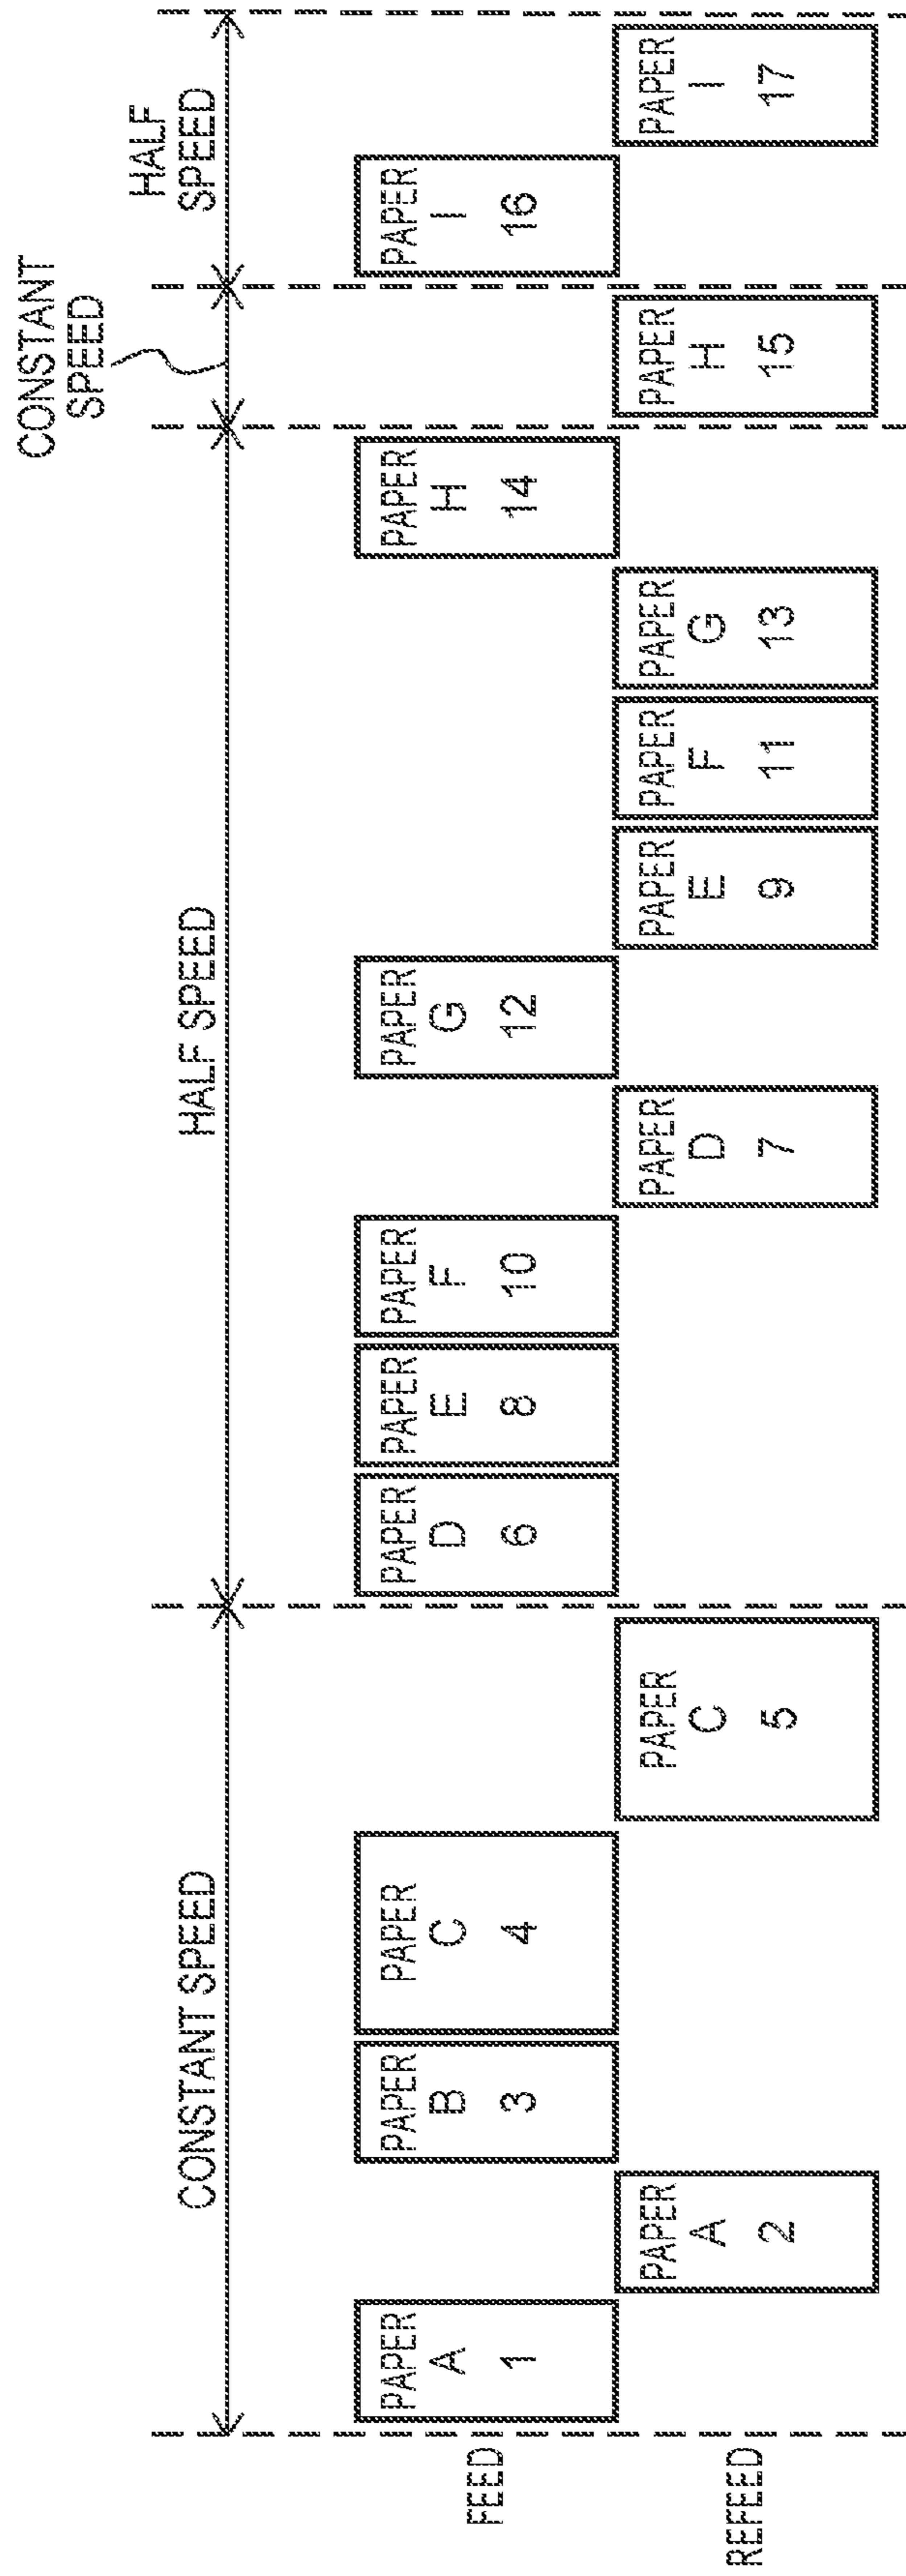 CONSTANT SPEED
HALF SPEED
CONSTANT
SPEED
HALF
SPEED
FEED
PAPER
A
1
PAPER
B
3
PAPER
C
4
PAPER
D
6
PAPER
E
8
PAPER
F
10
PAPER
G
12
PAPER
H
14
PAPER
I
16
REFEED
PAPER
A
2
PAPER
C
5
PAPER
D
7
PAPER
E
9
PAPER
F
11
PAPER
G
13
PAPER
H
15
PAPER
I
17